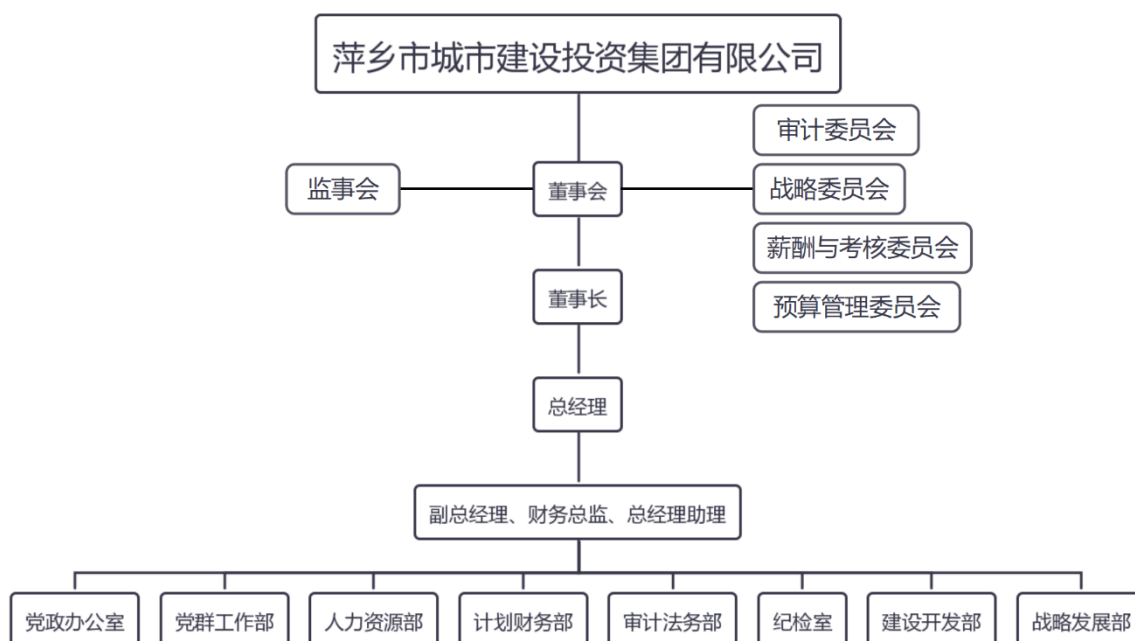 萍乡市城市建设投资集团有限公司
审计委员会
监事会
董事会
战略委员会
薪酬与考核委员会
董事长
预算管理委员会
总经理
副总经理、财务总监、总经理助理
党政办公室
党群工作部
人力资源部
计划财务部
审计法务部
纪检室
建设开发部
战略发展部